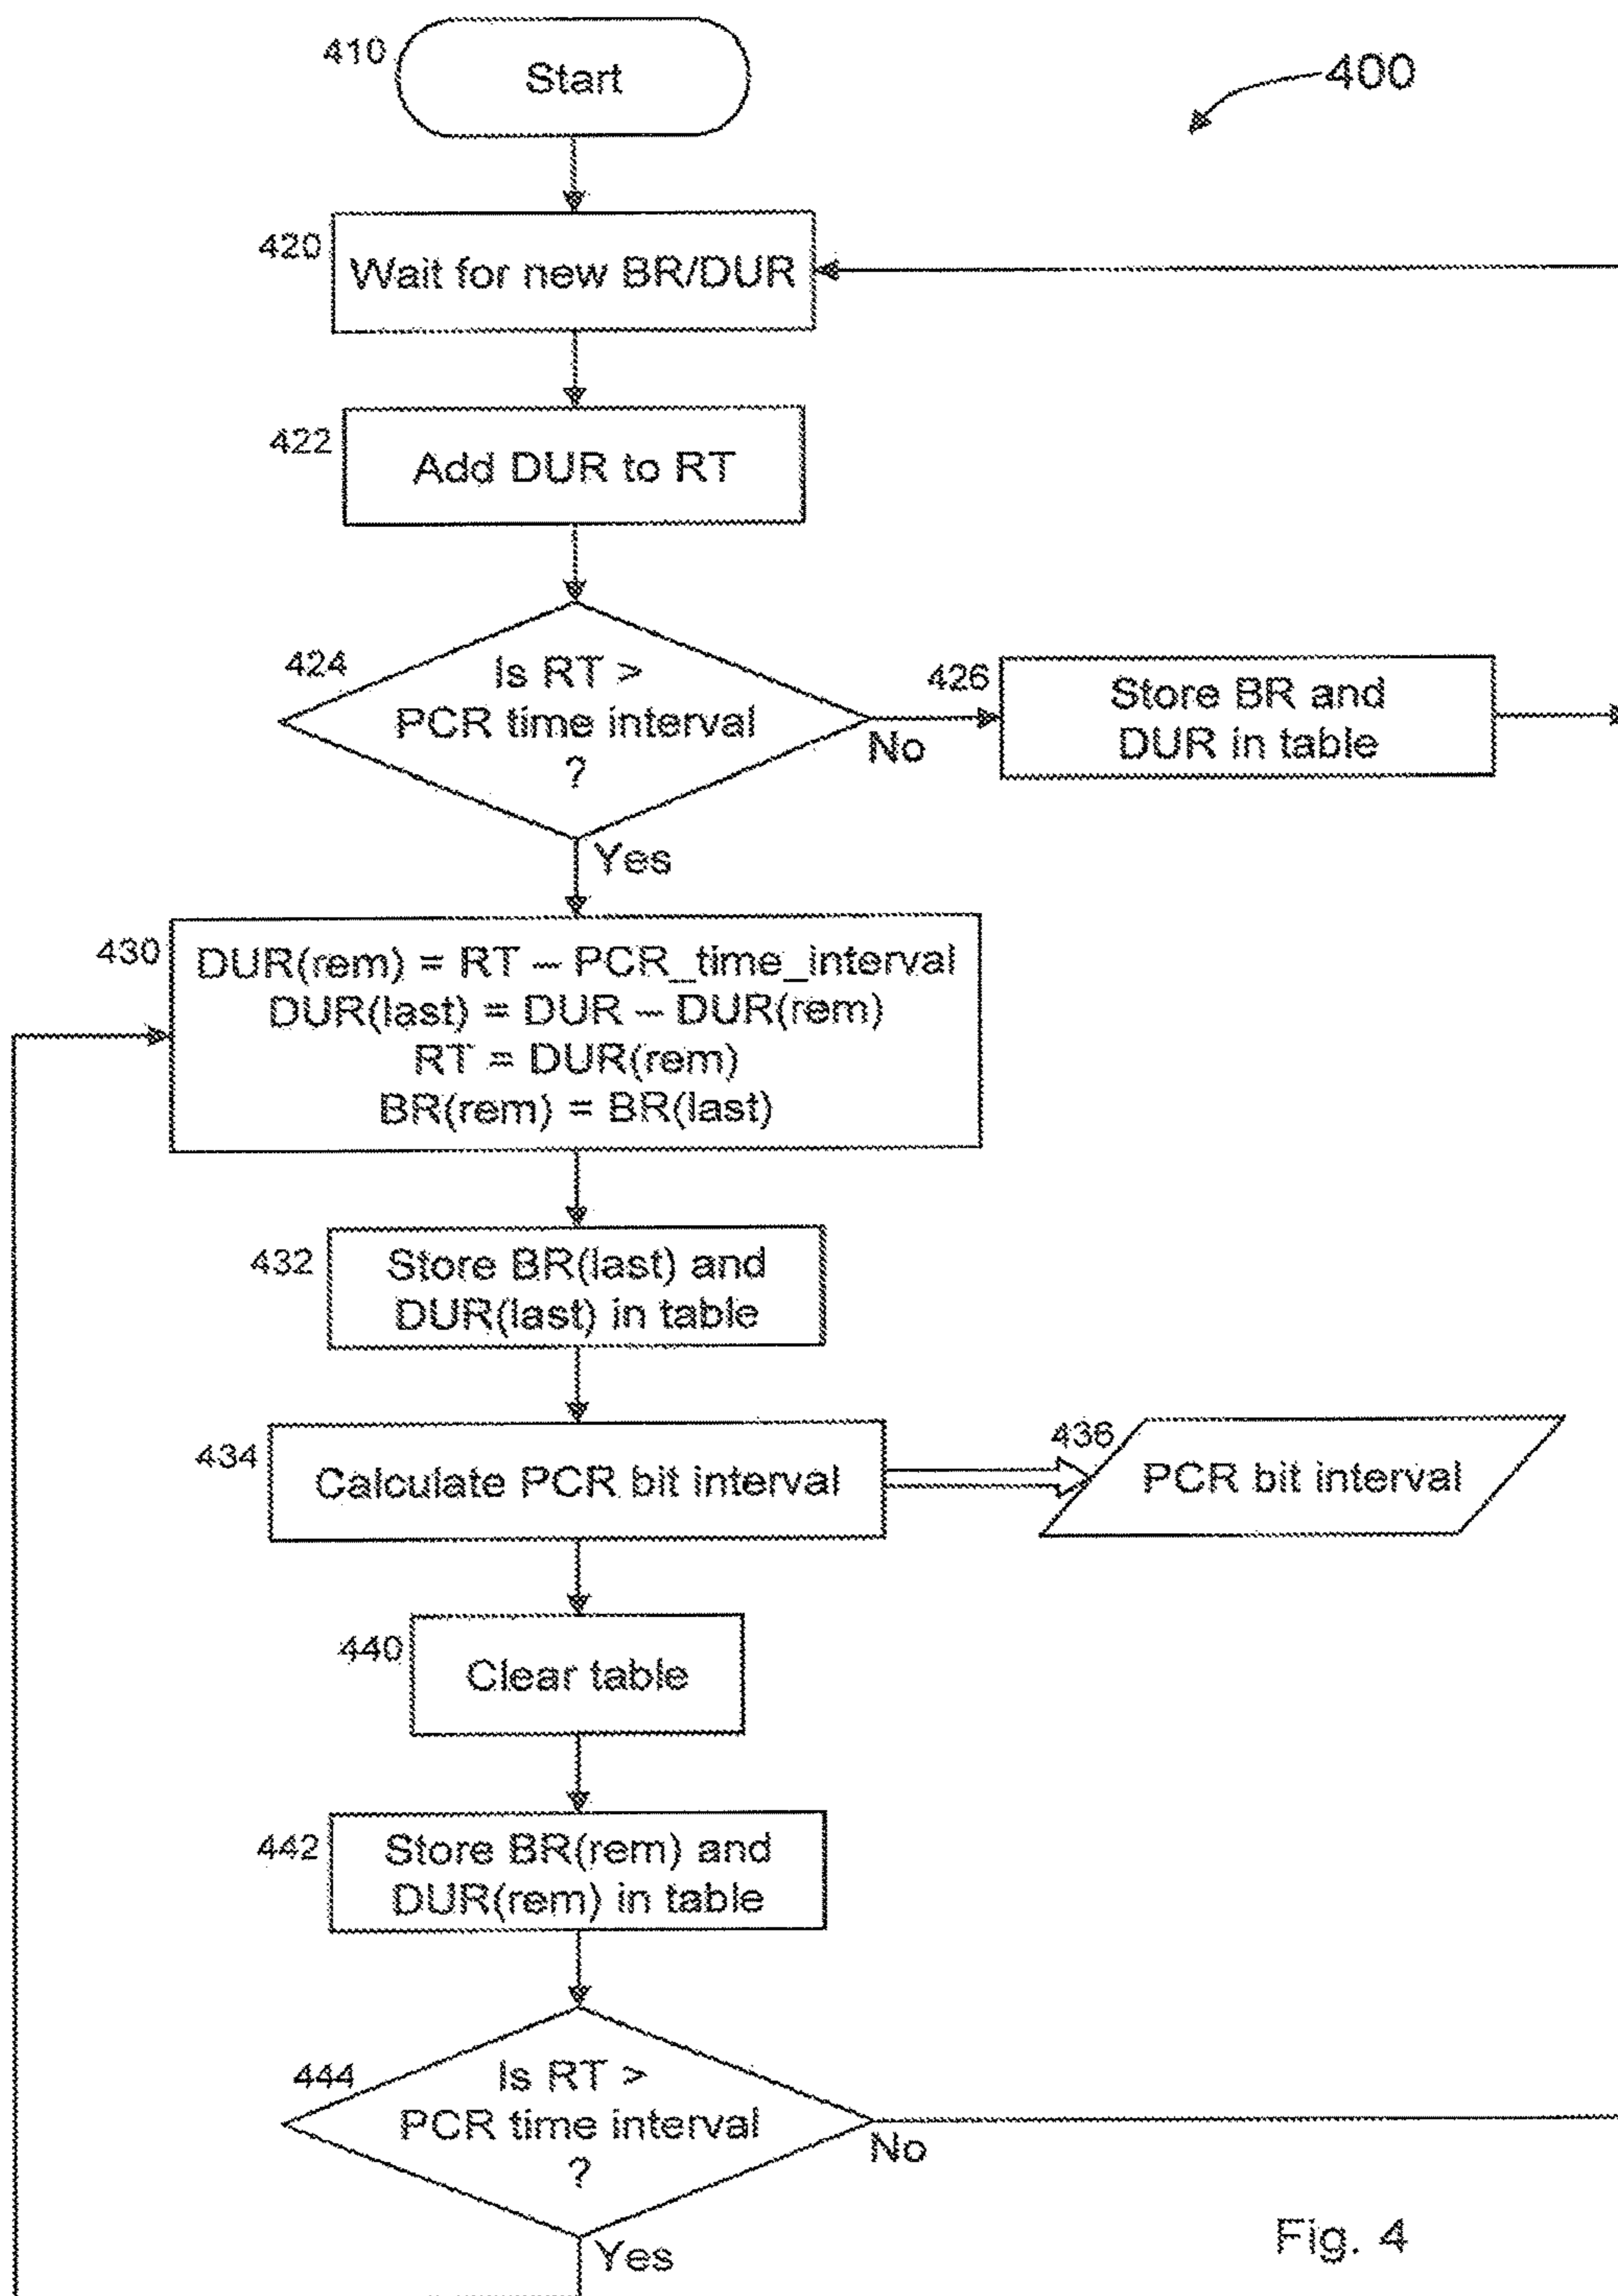 410
Start
400
420
Wait for new BR/DUR
422
Add DUR to RT
424
Is RT >
PCR time interval
?
No
Yes
426
Store BR and
DUR in table
430
DUR(rem) = RT – PCR_time_interval
DUR(last) = DUR – DUR(rem)
RT = DUR(rem)
BR(rem) = BR(last)
432
Store BR(last) and
DUR(last) in table
434
Calculate PCR bit interval
436
PCR bit interval
440
Clear table
442
Store BR(rem) and
DUR(rem) in table
444
Is RT >
PCR time interval
?
No
Yes
Fig. 4